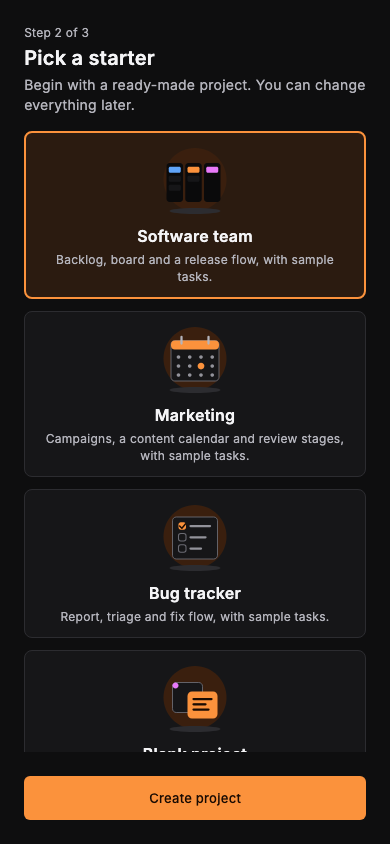 Step 2 of 3
Pick a starter
Begin with a ready-made project. You can change
everything later.
Software team
Backlog, board and a release flow, with sample
tasks.
Marketing
Campaigns, a content calendar and review stages,
with sample tasks.
Bug tracker
Report, triage and fix flow, with sample tasks.
Blank project
Create project